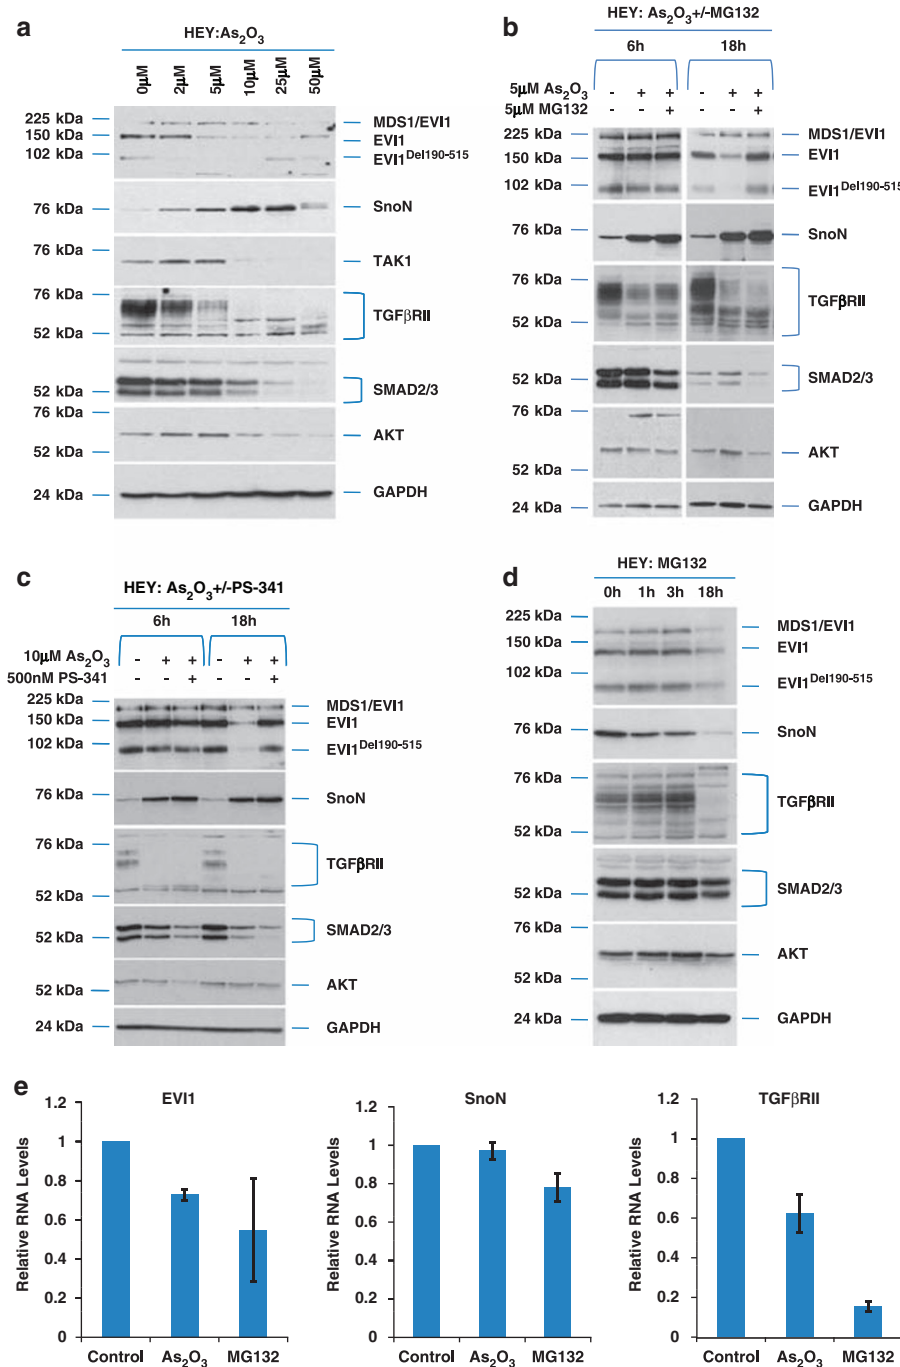 a
HEY:As₂O₃
0μM 2μM 5μM 10μM 25μM 50μM
225 kDa
150 kDa
102 kDa
MDS1/EVI1
EVI1
EVI1^Del190-515
76 kDa
SnoN
76 kDa
TAK1
76 kDa
52 kDa
TGFβRII
52 kDa
SMAD2/3
76 kDa
52 kDa
AKT
24 kDa
GAPDH
b
HEY: As₂O₃+/-MG132
6h 18h
5μM As₂O₃ - + + - + +
5μM MG132 - - + - - +
225 kDa
150 kDa
102 kDa
MDS1/EVI1
EVI1
EVI1^Del190-515
76 kDa
SnoN
76 kDa
52 kDa
TGFβRII
52 kDa
SMAD2/3
76 kDa
52 kDa
AKT
24 kDa
GAPDH
c
HEY: As₂O₃+/-PS-341
6h 18h
10μM As₂O₃ - + + - + +
500nM PS-341 - - + - - +
225 kDa
150 kDa
102 kDa
MDS1/EVI1
EVI1
EVI1^Del190-515
76 kDa
SnoN
76 kDa
52 kDa
TGFβRII
52 kDa
SMAD2/3
52 kDa
AKT
24 kDa
GAPDH
d
HEY: MG132
0h 1h 3h 18h
225 kDa
150 kDa
102 kDa
MDS1/EVI1
EVI1
EVI1^Del190-515
76 kDa
SnoN
76 kDa
52 kDa
TGFβRII
52 kDa
SMAD2/3
76 kDa
52 kDa
AKT
24 kDa
GAPDH
e
EVI1
Relative RNA Levels
1.2
1
0.8
0.6
0.4
0.2
0
Control As₂O₃ MG132
SnoN
Relative RNA Levels
1.2
1
0.8
0.6
0.4
0.2
0
Control As₂O₃ MG132
TGFβRII
Relative RNA Levels
1.2
1
0.8
0.6
0.4
0.2
0
Control As₂O₃ MG132